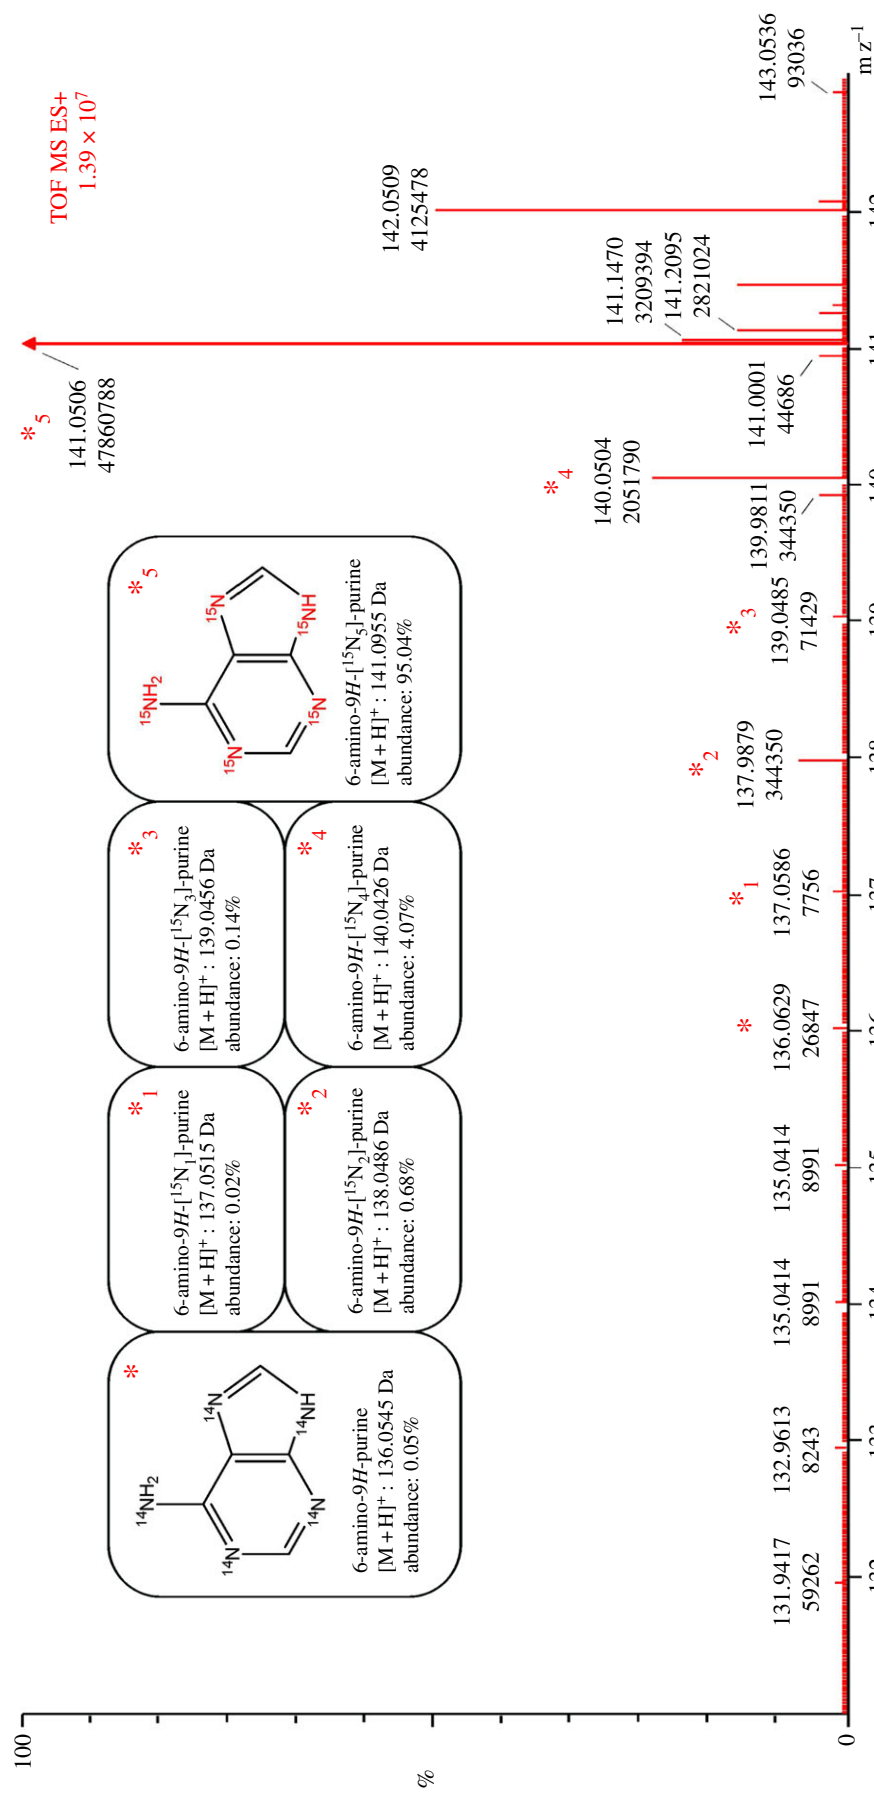 100
%
0
TOF MS ES+
1.39 × 10⁷
*
¹⁴NH₂
¹⁴N
¹⁴N
¹⁴N
¹⁴NH
6-amino-9H-purine
[M + H]⁺ : 136.0545 Da
abundance: 0.05%
*1
6-amino-9H-[¹⁵N₁]-purine
[M + H]⁺ : 137.0515 Da
abundance: 0.02%
*2
6-amino-9H-[¹⁵N₂]-purine
[M + H]⁺ : 138.0486 Da
abundance: 0.68%
*3
6-amino-9H-[¹⁵N₃]-purine
[M + H]⁺ : 139.0456 Da
abundance: 0.14%
*4
6-amino-9H-[¹⁵N₄]-purine
[M + H]⁺ : 140.0426 Da
abundance: 4.07%
*5
¹⁵NH₂
¹⁵N
¹⁵N
¹⁵N
¹⁵NH
6-amino-9H-[¹⁵N₅]-purine
[M + H]⁺ : 141.0955 Da
abundance: 95.04%
131.9417
59262
132.9613
8243
135.0414
8991
135.0414
8991
*
136.0629
26847
*1
137.0586
7756
*2
137.9879
344350
*3
139.0485
71429
139.9811
344350
*4
140.0504
2051790
141.0001
44686
*5
141.0506
47860788
141.1470
3209394
141.2095
2821024
142.0509
4125478
143.0536
93036
m z⁻¹